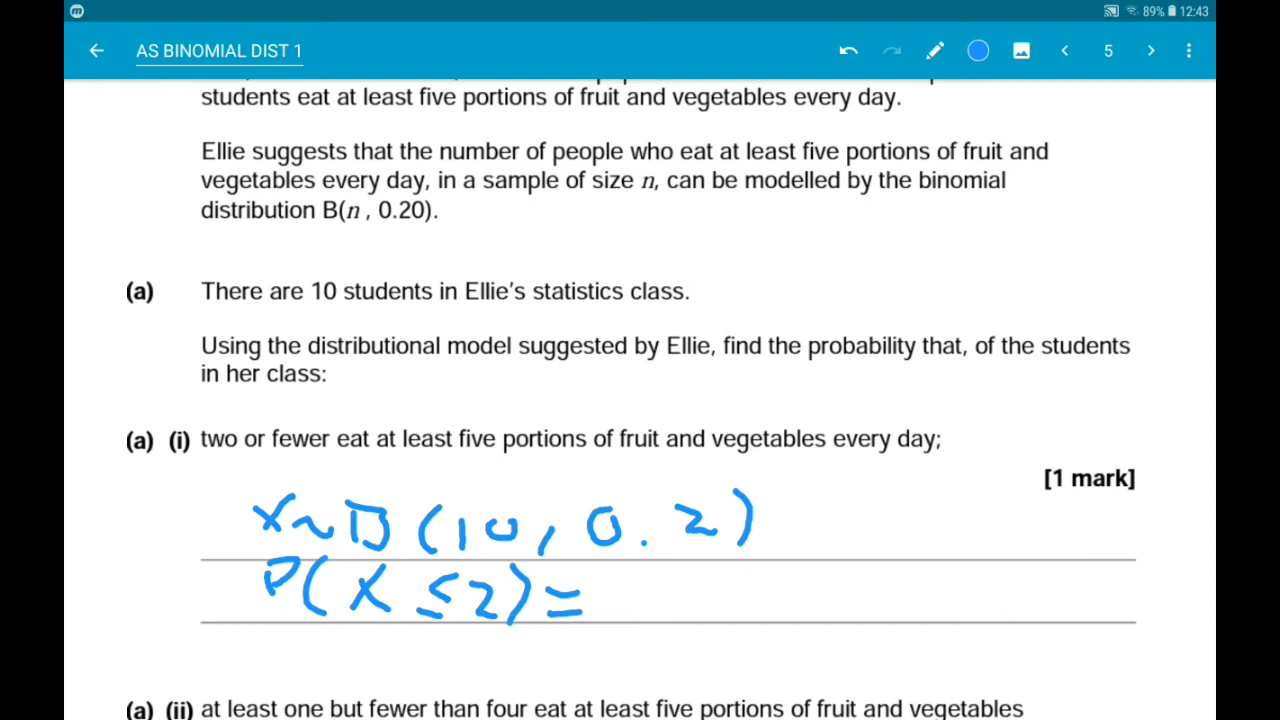 89% 12:43
AS BINOMIAL DIST 1
5
students eat at least five portions of fruit and vegetables every day.
Ellie suggests that the number of people who eat at least five portions of fruit and
vegetables every day, in a sample of size n, can be modelled by the binomial
distribution B(n , 0.20).
(a) There are 10 students in Ellie's statistics class.
Using the distributional model suggested by Ellie, find the probability that, of the students
in her class:
(a) (i) two or fewer eat at least five portions of fruit and vegetables every day;
[1 mark]
X~B(10, 0.2)
P(X≤2)=
(a) (ii) at least one but fewer than four eat at least five portions of fruit and vegetables